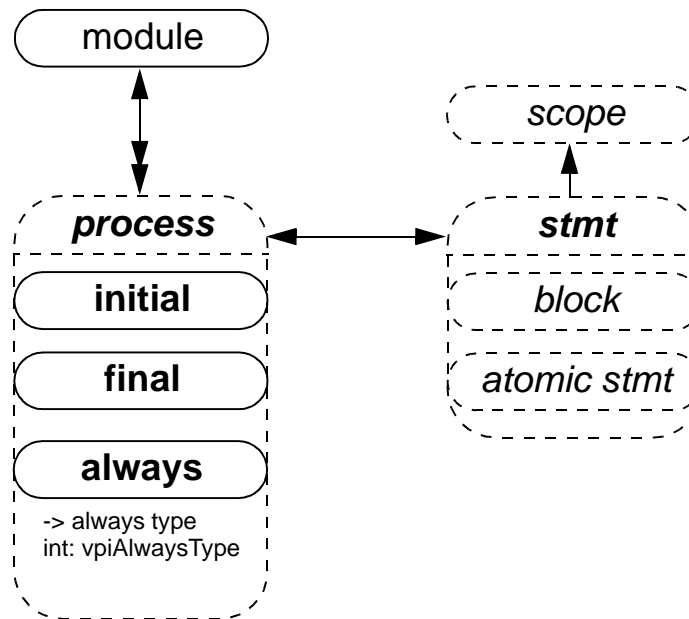 module
scope
process
stmt
initial
block
final
atomic stmt
always
-> always type
int: vpiAlwaysType